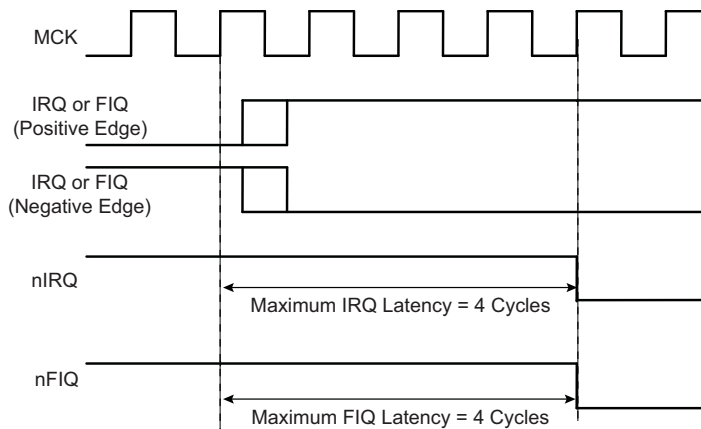 MCK
IRQ or FIQ
(Positive Edge)
IRQ or FIQ
(Negative Edge)
nIRQ
Maximum IRQ Latency = 4 Cycles
nFIQ
Maximum FIQ Latency = 4 Cycles